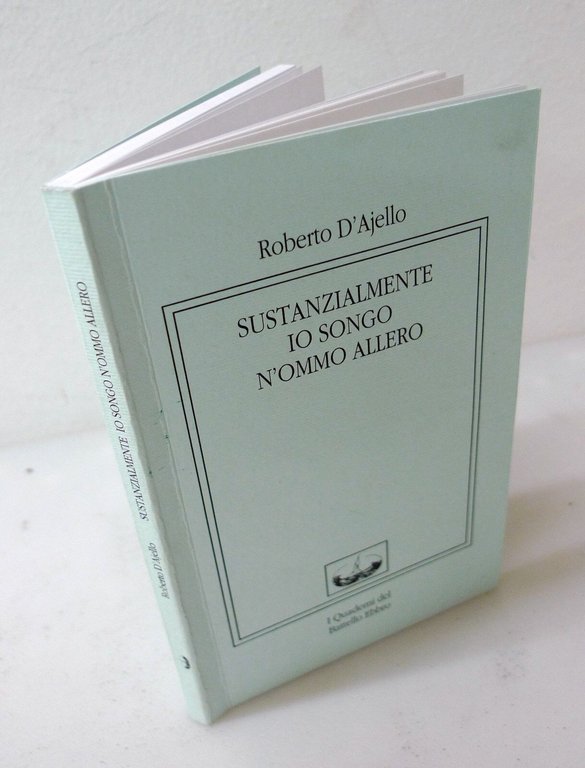 Roberto D'Ajello
SUSTANZIALMENTE
IO SONGO
N'OMMO ALLERO
I Quaderni del
Battello Ebbro
Roberto D'Ajello SUSTANZIALMENTE IO SONGO N'OMMO ALLERO